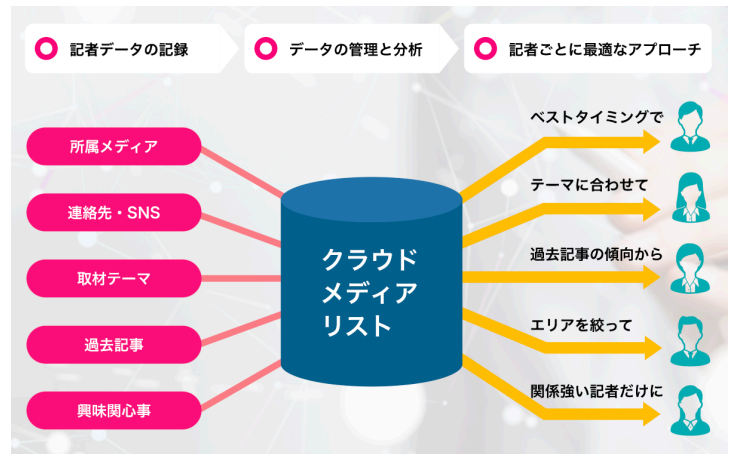 記者データの記録
データの管理と分析
記者ごとに最適なアプローチ
所属メディア
連絡先・SNS
取材テーマ
過去記事
興味関心事
クラウド
メディア
リスト
ベストタイミングで
テーマに合わせて
過去記事の傾向から
エリアを絞って
関係強い記者だけに